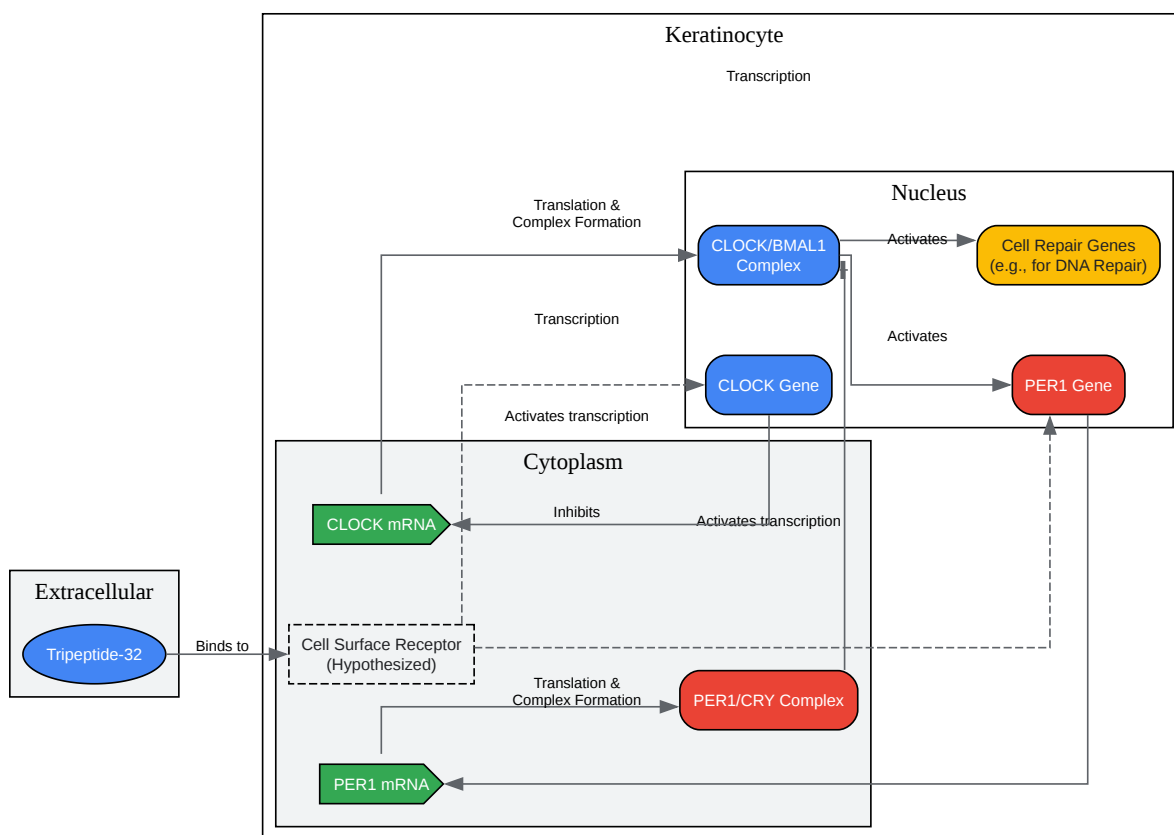 Keratinocyte
Transcription
Nucleus
Translation &
Complex Formation
CLOCK/BMAL1
Complex
Activates
Cell Repair Genes
(e.g., for DNA Repair)
Transcription
Activates
CLOCK Gene
PER1 Gene
Activates transcription
Cytoplasm
CLOCK mRNA
Inhibits
Activates transcription
Extracellular
Tripeptide-32
Binds to
Cell Surface Receptor
(Hypothesized)
Translation &
Complex Formation
PER1/CRY Complex
PER1 mRNA